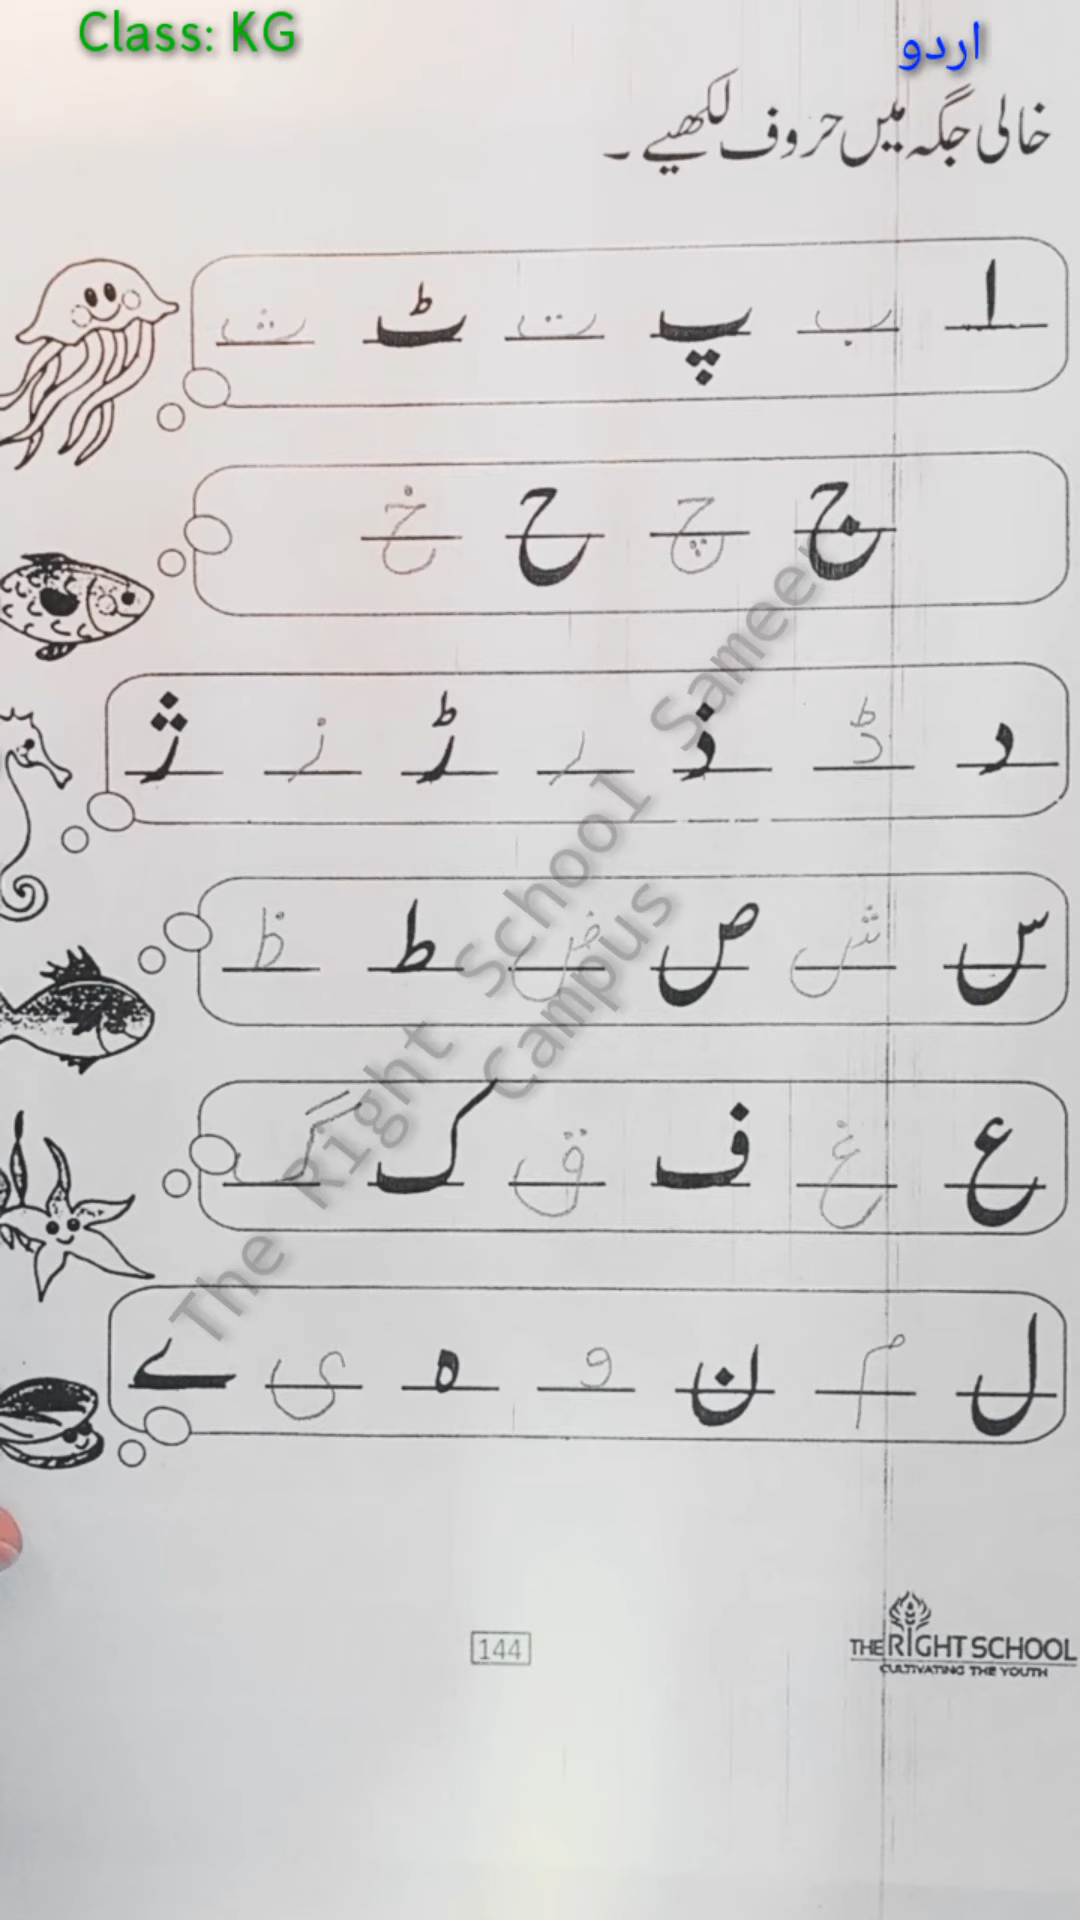 Class: KG
اردو
خالی جگہ میں حروف لکھیے ۔
ا ب پ ت ٹ ث
ج چ ح خ
د ڈ ذ ر ڑ ز ژ
س ش ص ض ط ظ
ع غ ف ق ک گ
ل م ن و ہ ی ے
The Right School Sameer Campus
144
THE RIGHT SCHOOL
CULTIVATING THE YOUTH